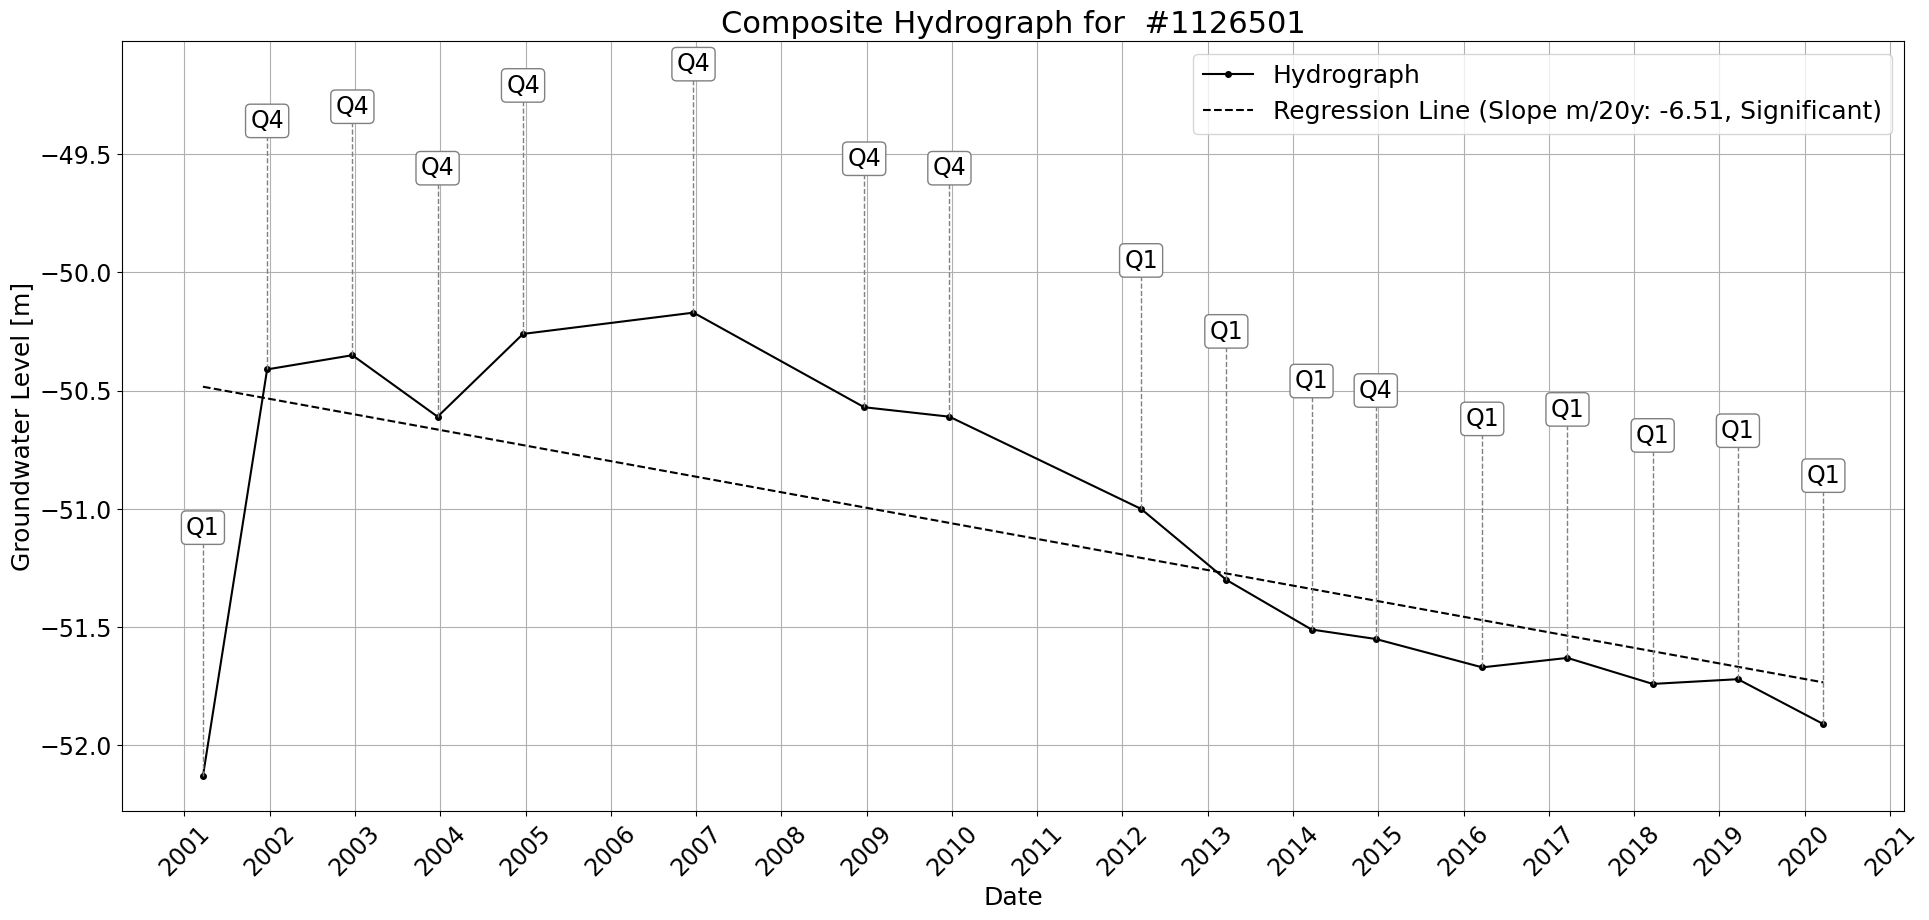 Composite Hydrograph for  #1126501
Hydrograph
Regression Line (Slope m/20y: -6.51, Significant)
Q4
Q4
Q4
Q4
Q4
Q4
Q4
Q1
Q1
Q1
Q4
Q1
Q1
Q1
Q1
Q1
Q1
−49.5
−50.0
−50.5
−51.0
−51.5
−52.0
Groundwater Level [m]
2001
2002
2003
2004
2005
2006
2007
2008
2009
2010
2011
2012
2013
2014
2015
2016
2017
2018
2019
2020
2021
Date